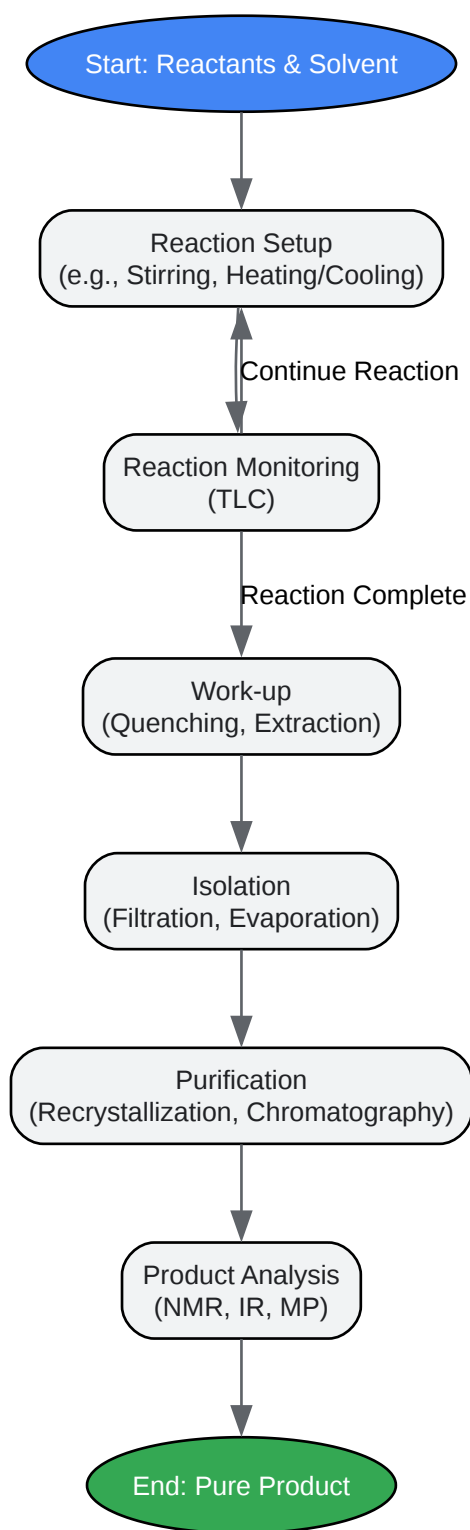 Start: Reactants & Solvent
Reaction Setup
(e.g., Stirring, Heating/Cooling)
Continue Reaction
Reaction Monitoring
(TLC)
Reaction Complete
Work-up
(Quenching, Extraction)
Isolation
(Filtration, Evaporation)
Purification
(Recrystallization, Chromatography)
Product Analysis
(NMR, IR, MP)
End: Pure Product